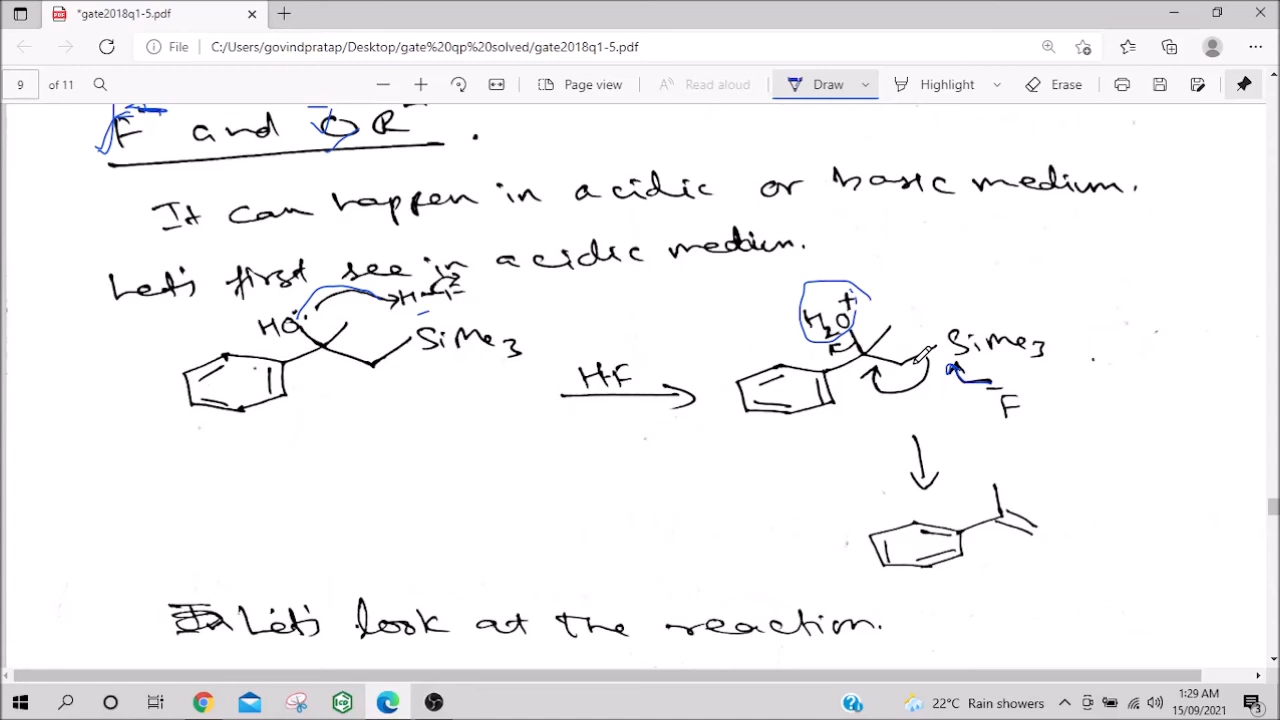 *gate2018q1-5.pdf
File C:/Users/govindpratap/Desktop/gate%20qp%20solved/gate2018q1-5.pdf
9 of 11 Page view Read aloud Draw Highlight Erase
F⁻ and OR⁻ .
It can happen in acidic or basic medium.
Let's first see in acidic medium.
HO H-F
SiMe3
HF
H2O+
SiMe3
F⁻
Let's look at the reaction.
22°C Rain showers
1:29 AM
15/09/2021
3